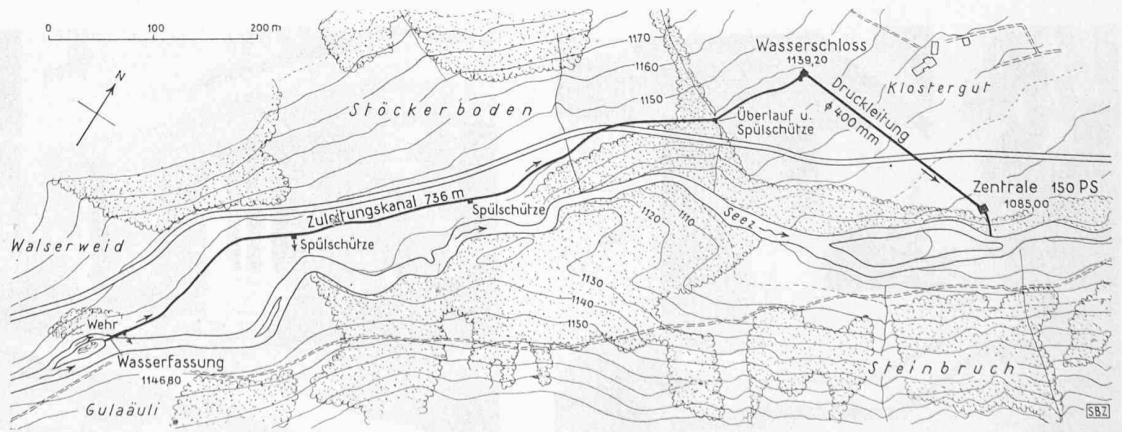 0 100 200 m
N
1170
1160
1150
Wasserschloss
1139,20
Klostergut
Druckleitung
ϕ 400 mm
Stöckerboden
Überlauf u.
Spülschütze
Zentrale 150 PS
1085,00
Zuleitungskanal 736 m
Spülschütze
Seez
1120
1110
Walserweid
Spülschütze
1130
1140
1150
Wehr
Wasserfassung
1146,80
Gulaäuli
Steinbruch
SBZ